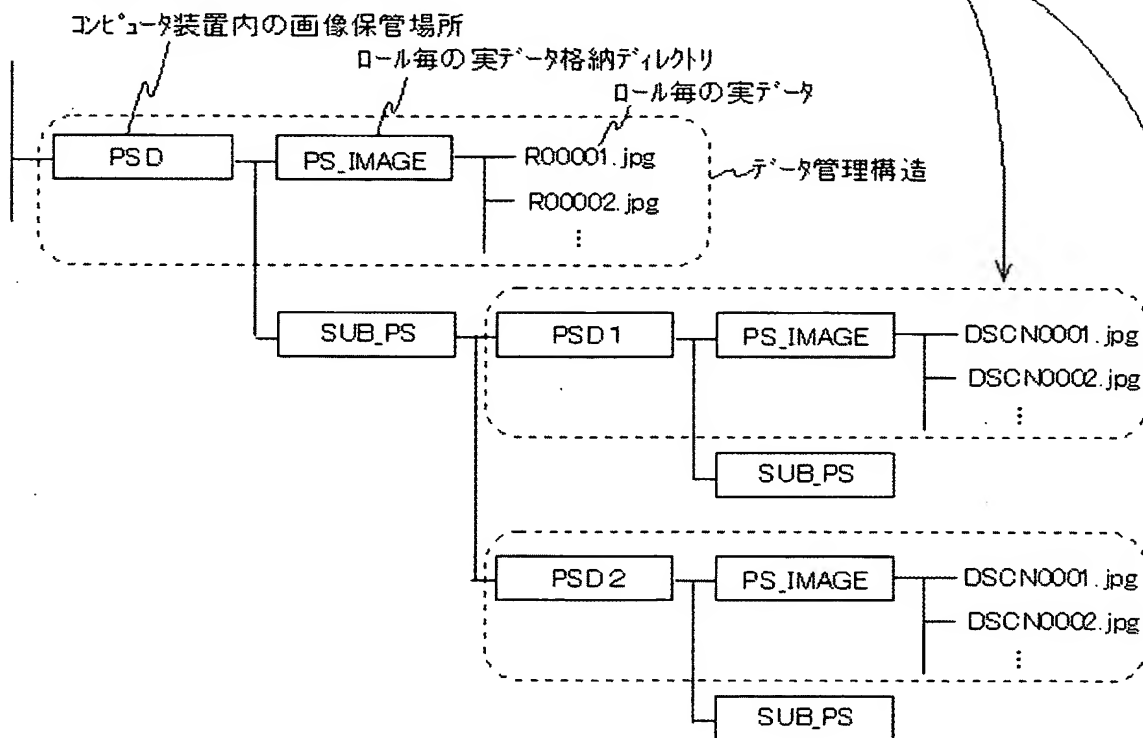 コンピュータ装置内の画像保管場所
ロール毎の実データ格納ディレクトリ
ロール毎の実データ
PSD
PS_IMAGE
R00001.jpg
データ管理構造
R00002.jpg
⋮
SUB_PS
PSD1
PS_IMAGE
DSCN0001.jpg
DSCN0002.jpg
⋮
SUB_PS
PSD2
PS_IMAGE
DSCN0001.jpg
DSCN0002.jpg
⋮
SUB_PS